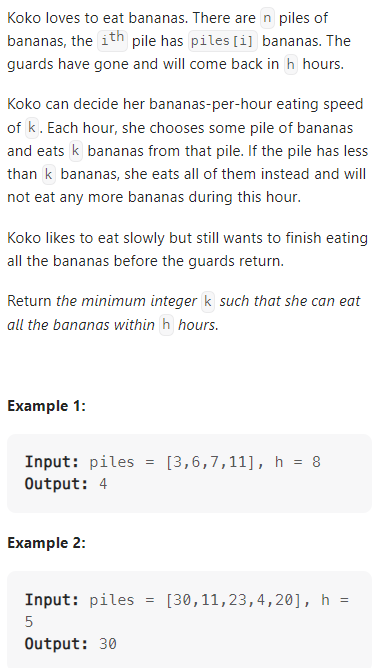 Koko loves to eat bananas. There are n piles of
bananas, the ith pile has piles[i] bananas. The
guards have gone and will come back in h hours.
Koko can decide her bananas-per-hour eating speed
of k. Each hour, she chooses some pile of bananas
and eats k bananas from that pile. If the pile has less
than k bananas, she eats all of them instead and will
not eat any more bananas during this hour.
Koko likes to eat slowly but still wants to finish eating
all the bananas before the guards return.
Return the minimum integer k such that she can eat
all the bananas within h hours.
Example 1:
Input: piles = [3,6,7,11], h = 8
Output: 4
Example 2:
Input: piles = [30,11,23,4,20], h =
5
Output: 30